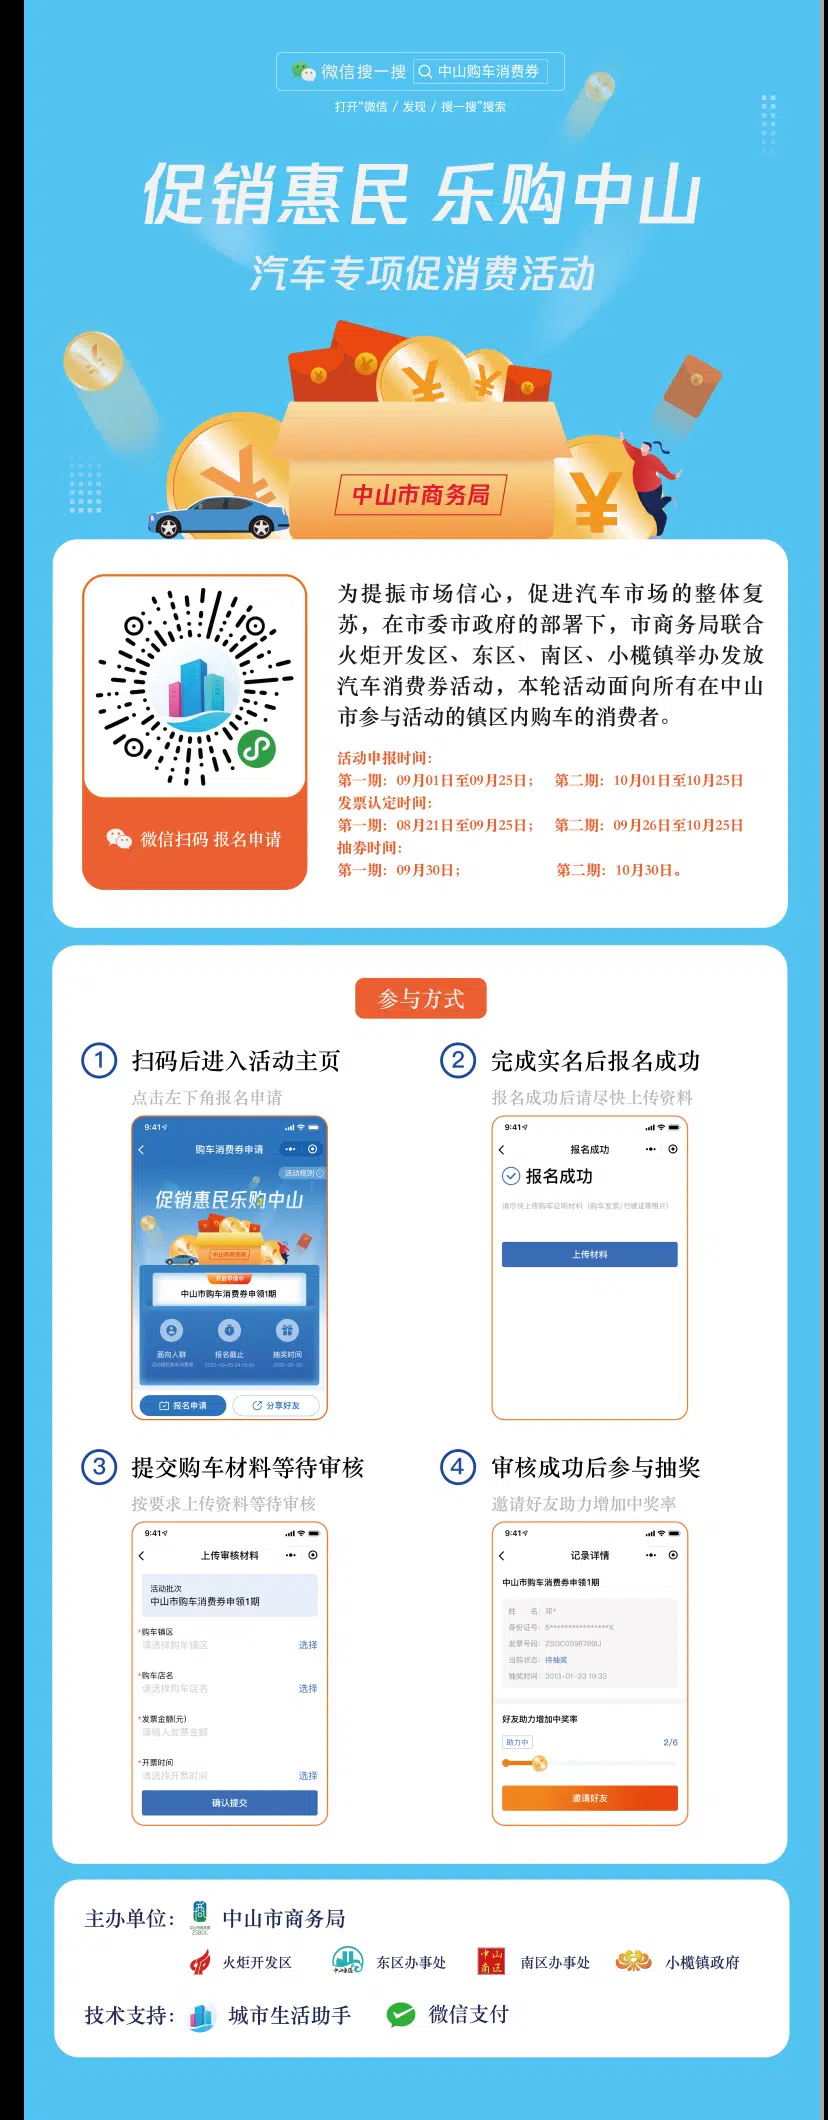 微信搜一搜 中山购车消费券
打开“微信 / 发现 / 搜一搜”搜索
促销惠民 乐购中山
汽车专项促消费活动
中山市商务局
为提振市场信心，促进汽车市场的整体复
苏，在市委市政府的部署下，市商务局联合
火炬开发区、东区、南区、小榄镇举办发放
汽车消费券活动，本轮活动面向所有在中山
市参与活动的镇区内购车的消费者。
活动申报时间：
第一期：09月01日至09月25日； 第二期：10月01日至10月25日
发票认定时间：
第一期：08月21日至09月25日； 第二期：09月26日至10月25日
抽券时间：
第一期：09月30日； 第二期：10月30日。
微信扫码 报名申请
参与方式
1 扫码后进入活动主页
点击左下角报名申请
9:41
购车消费券申请
活动规则
促销惠民乐购中山
中山市商务局
中山市购车消费券申领1期
面向人群 报名截止 抽奖时间
报名申请 分享好友
2 完成实名后报名成功
报名成功后请尽快上传资料
9:41
报名成功
报名成功
请尽快上传购车证明材料（购车发票/行驶证等照片）
上传材料
3 提交购车材料等待审核
按要求上传资料等待审核
9:41
上传审核材料
活动批次
中山市购车消费券申领1期
*购车镇区
请选择购车镇区 选择
*购车店名
请选择购车店名 选择
*发票金额(元)
请输入发票金额
*开票时间
请选择开票时间 选择
确认提交
4 审核成功后参与抽奖
邀请好友助力增加中奖率
9:41
记录详情
中山市购车消费券申领1期
姓 名：郑*
身份证号：5****************X
发票号码：
当前状态：待抽奖
抽奖时间：2013-01-23 19:33
好友助力增加中奖率
助力中 2/6
邀请好友
主办单位： 中山市商务局
火炬开发区 东区办事处 中山南区 南区办事处 小榄镇政府
技术支持： 城市生活助手 微信支付